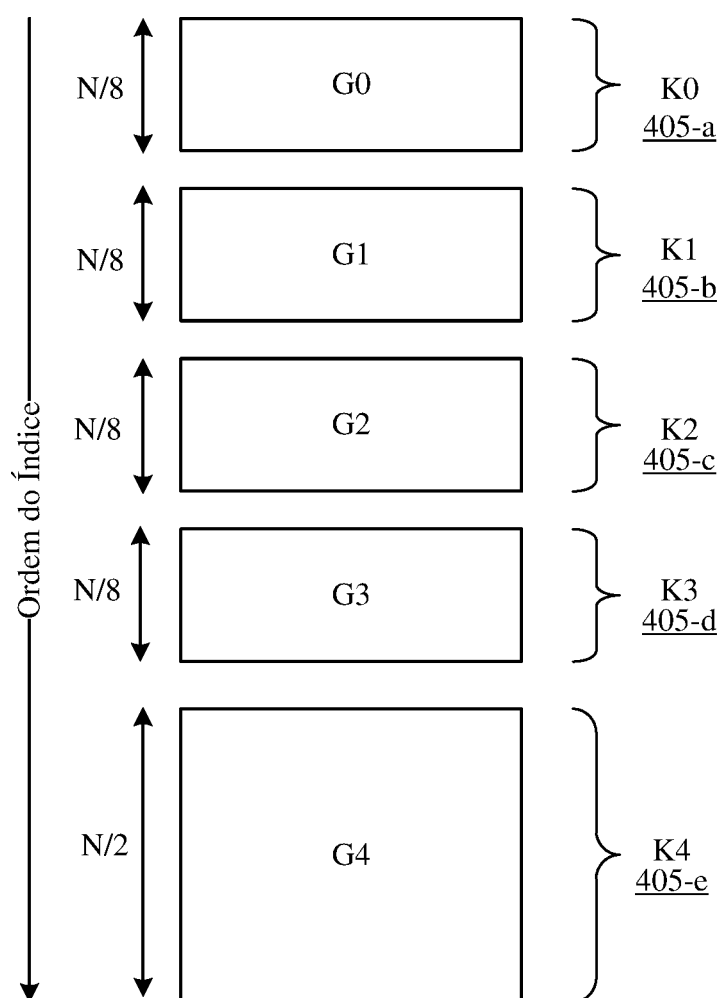 N/8
G0
K0
405-a
N/8
G1
K1
405-b
N/8
G2
K2
405-c
Ordem do Índice
N/8
G3
K3
405-d
N/2
G4
K4
405-e